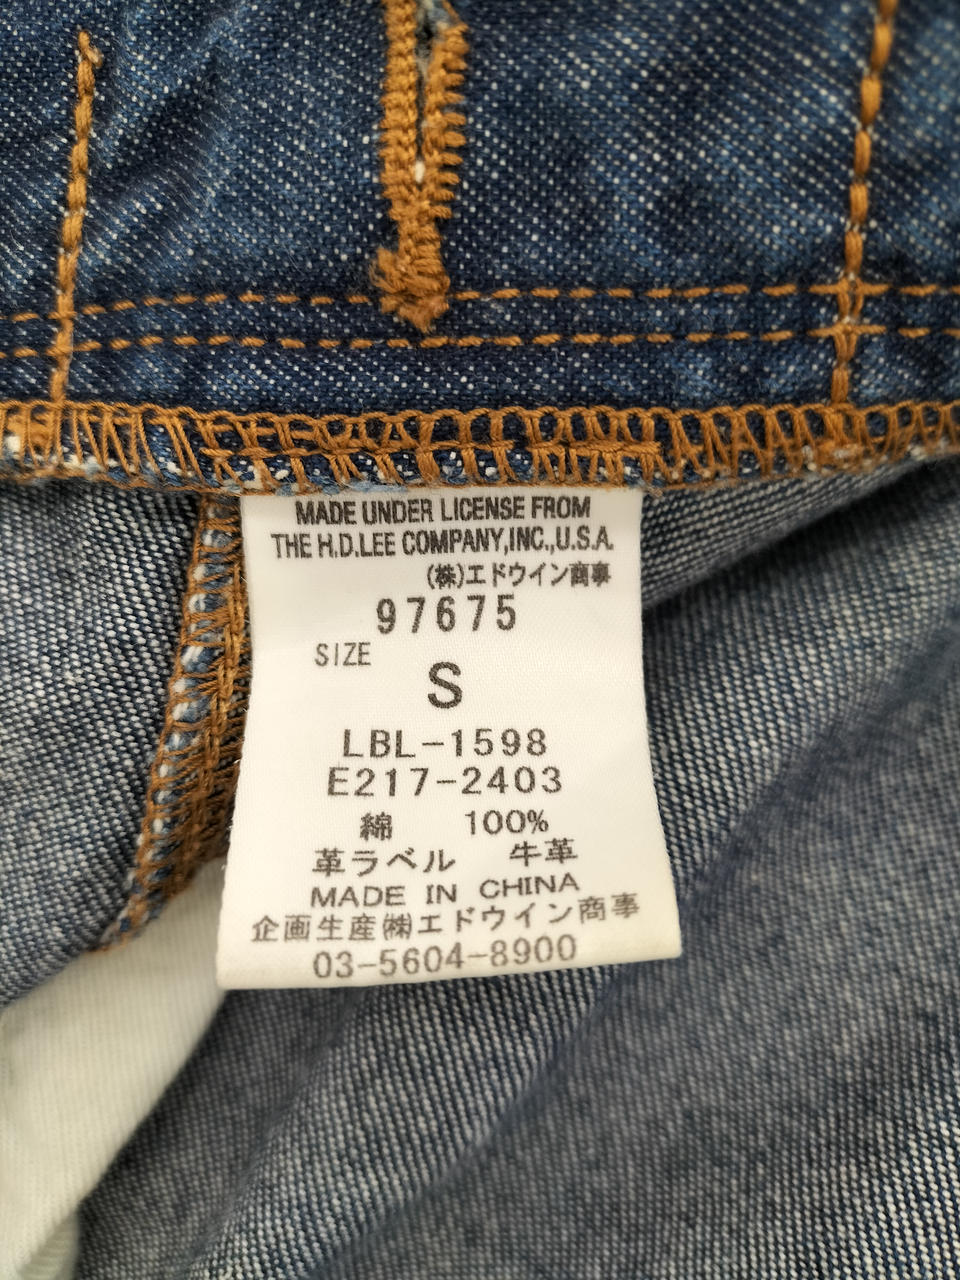 MADE UNDER LICENSE FROM
THE H.D.LEE COMPANY,INC.,U.S.A.
(株)エドウイン商事
97675
SIZE
S
LBL-1598
E217-2403
綿 100%
革ラベル 牛革
MADE IN CHINA
企画生産㈱エドウイン商事
03-5604-8900